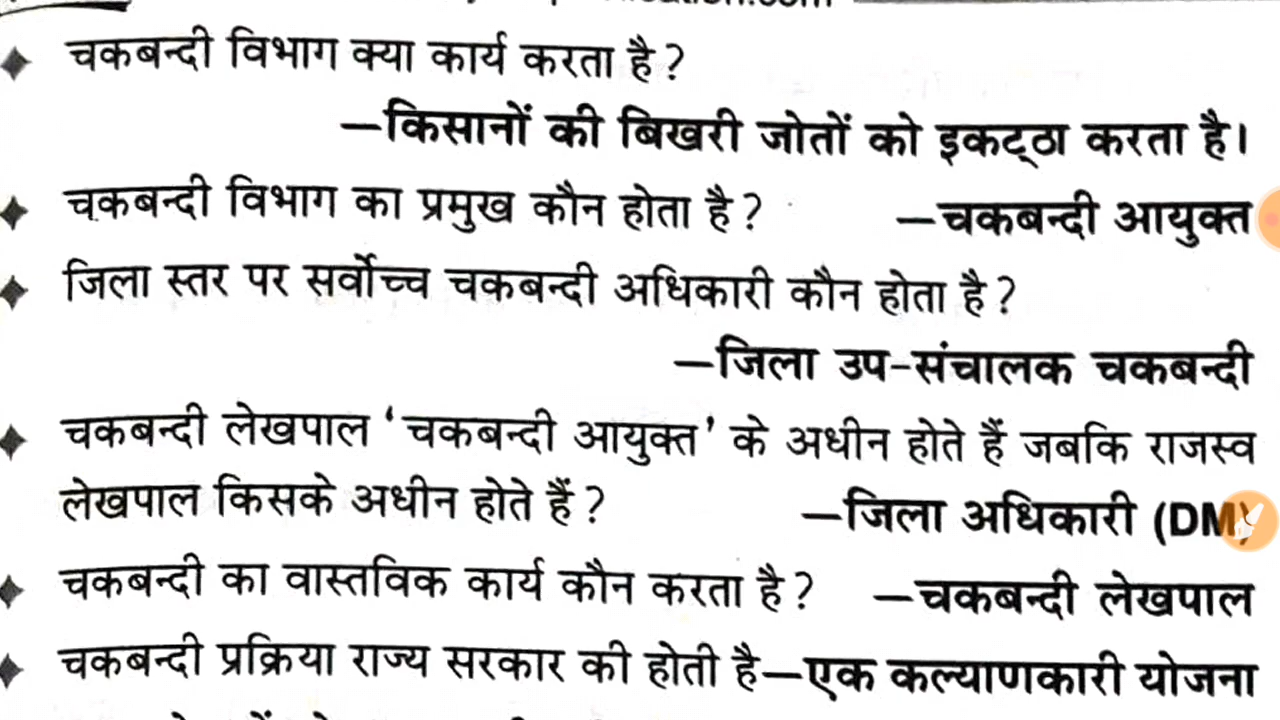 चकबन्दी विभाग क्या कार्य करता है?
—किसानों की बिखरी जोतों को इकट्ठा करता है।
चकबन्दी विभाग का प्रमुख कौन होता है? —चकबन्दी आयुक्त
जिला स्तर पर सर्वोच्च चकबन्दी अधिकारी कौन होता है?
—जिला उप-संचालक चकबन्दी
चकबन्दी लेखपाल ‘चकबन्दी आयुक्त’ के अधीन होते हैं जबकि राजस्व
लेखपाल किसके अधीन होते हैं? —जिला अधिकारी (DM)
चकबन्दी का वास्तविक कार्य कौन करता है? —चकबन्दी लेखपाल
चकबन्दी प्रक्रिया राज्य सरकार की होती है—एक कल्याणकारी योजना